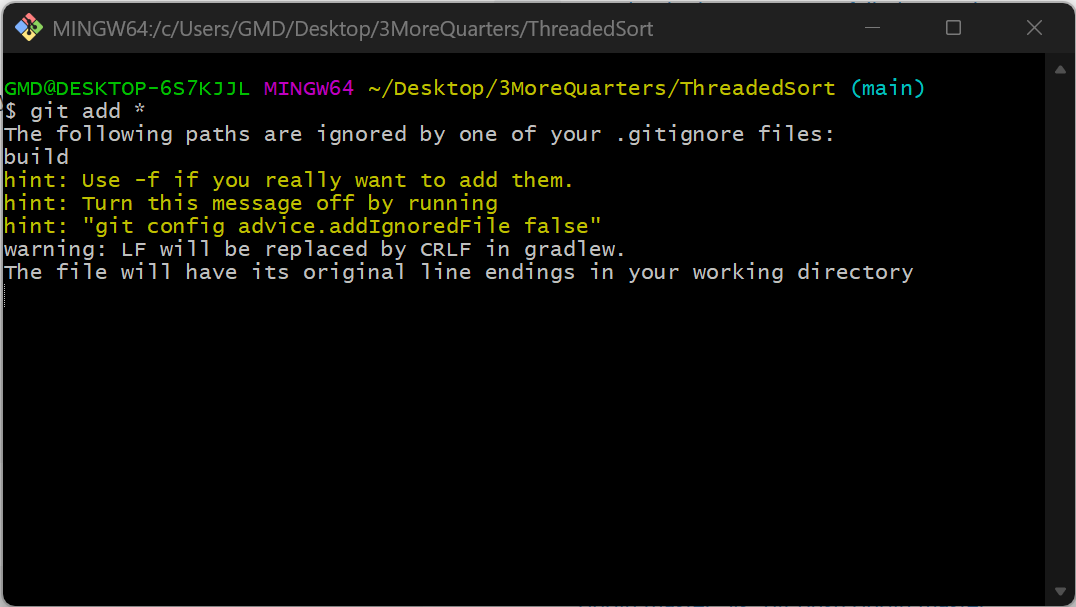 MINGW64:/c/Users/GMD/Desktop/3MoreQuarters/ThreadedSort
GMD@DESKTOP-6S7KJJL MINGW64 ~/Desktop/3MoreQuarters/ThreadedSort (main)
$ git add *
The following paths are ignored by one of your .gitignore files:
build
hint: Use -f if you really want to add them.
hint: Turn this message off by running
hint: "git config advice.addIgnoredFile false"
warning: LF will be replaced by CRLF in gradlew.
The file will have its original line endings in your working directory